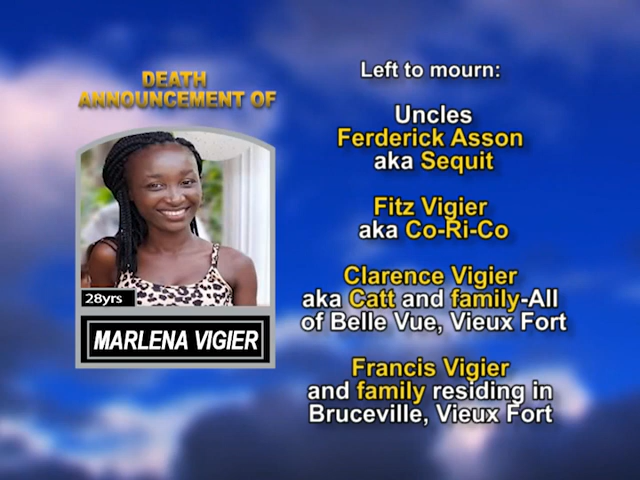 DEATH
ANNOUNCEMENT OF
28yrs
MARLENA VIGIER
Left to mourn:
Uncles
Ferderick Asson
aka Sequit
Fitz Vigier
aka Co-Ri-Co
Clarence Vigier
aka Catt and family-All
of Belle Vue, Vieux Fort
Francis Vigier
and family residing in
Bruceville, Vieux Fort